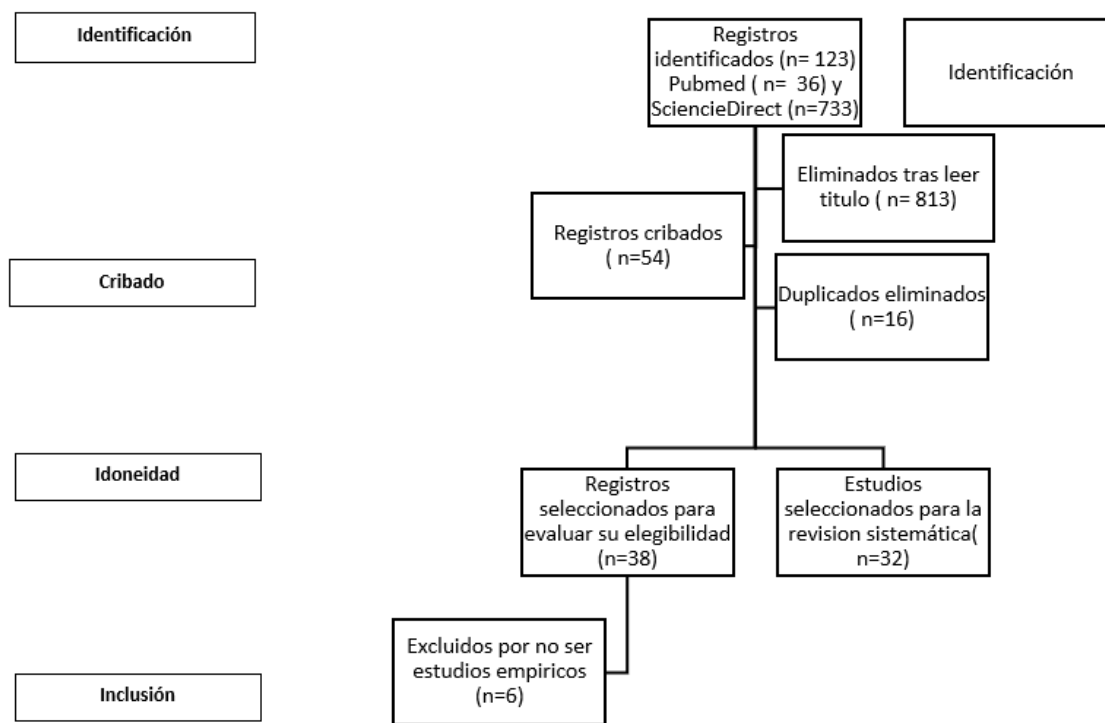 Identificación
Registros
identificados (n= 123)
Pubmed ( n=  36) y
SciencieDirect (n=733)
Identificación
Eliminados tras leer
titulo ( n= 813)
Registros cribados
( n=54)
Cribado
Duplicados eliminados
( n=16)
Idoneidad
Registros
seleccionados para
evaluar su elegibilidad
(n=38)
Estudios
seleccionados para la
revision sistemática(
n=32)
Excluidos por no ser
estudios empiricos
(n=6)
Inclusión